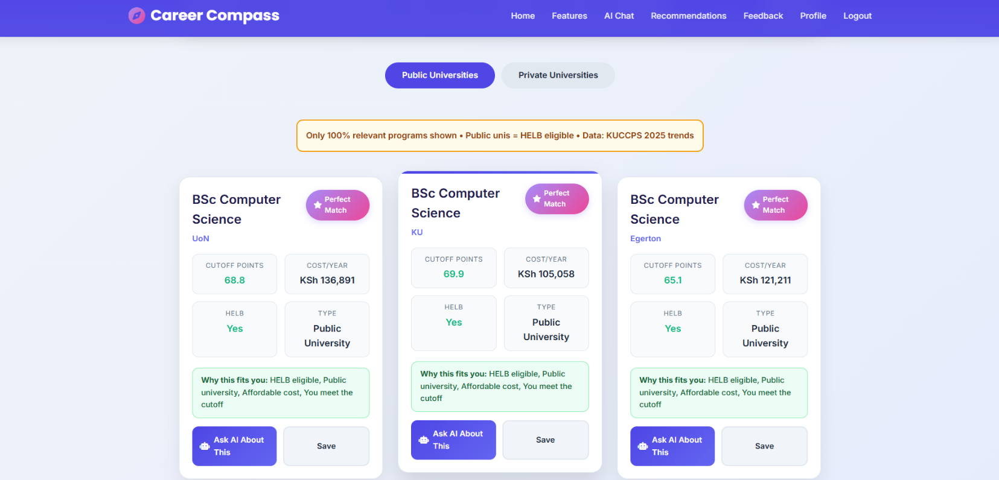 Career Compass
Home
Features
AI Chat
Recommendations
Feedback
Profile
Logout
Public Universities
Private Universities
Only 100% relevant programs shown • Public unis = HELB eligible • Data: KUCCPS 2025 trends
BSc Computer
Science
Perfect
Match
UoN
CUTOFF POINTS
68.8
COST/YEAR
KSh 136,891
HELB
Yes
TYPE
Public
University
Why this fits you: HELB eligible, Public
university, Affordable cost, You meet the
cutoff
Ask AI About
This
Save
BSc Computer
Science
Perfect
Match
KU
CUTOFF POINTS
69.9
COST/YEAR
KSh 105,058
HELB
Yes
TYPE
Public
University
Why this fits you: HELB eligible, Public
university, Affordable cost, You meet the
cutoff
Ask AI About
This
Save
BSc Computer
Science
Perfect
Match
Egerton
CUTOFF POINTS
65.1
COST/YEAR
KSh 121,211
HELB
Yes
TYPE
Public
University
Why this fits you: HELB eligible, Public
university, Affordable cost, You meet the
cutoff
Ask AI About
This
Save